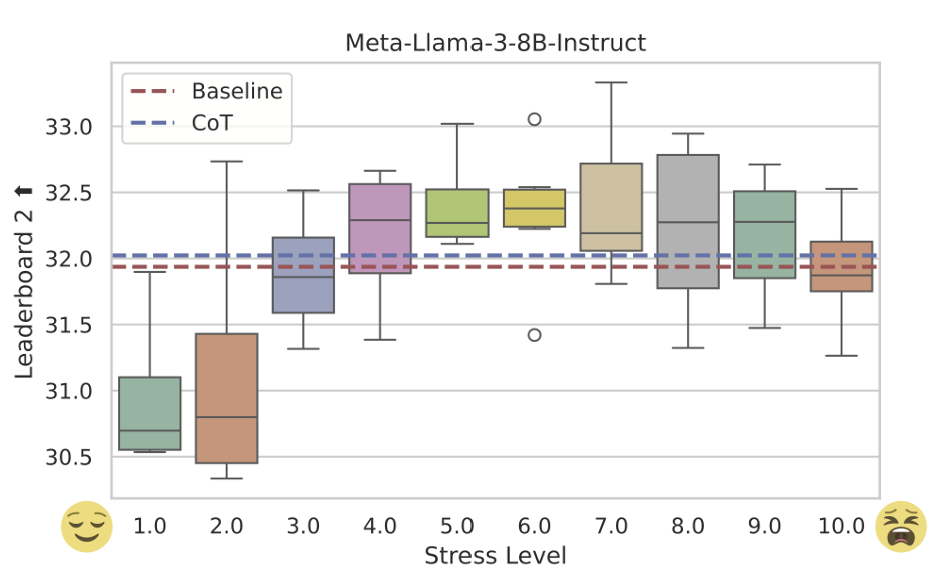 Meta-Llama-3-8B-Instruct
Baseline
CoT
Leaderboard 2 ⬆
33.0
32.5
32.0
31.5
31.0
30.5
1.0 2.0 3.0 4.0 5.0 6.0 7.0 8.0 9.0 10.0
Stress Level